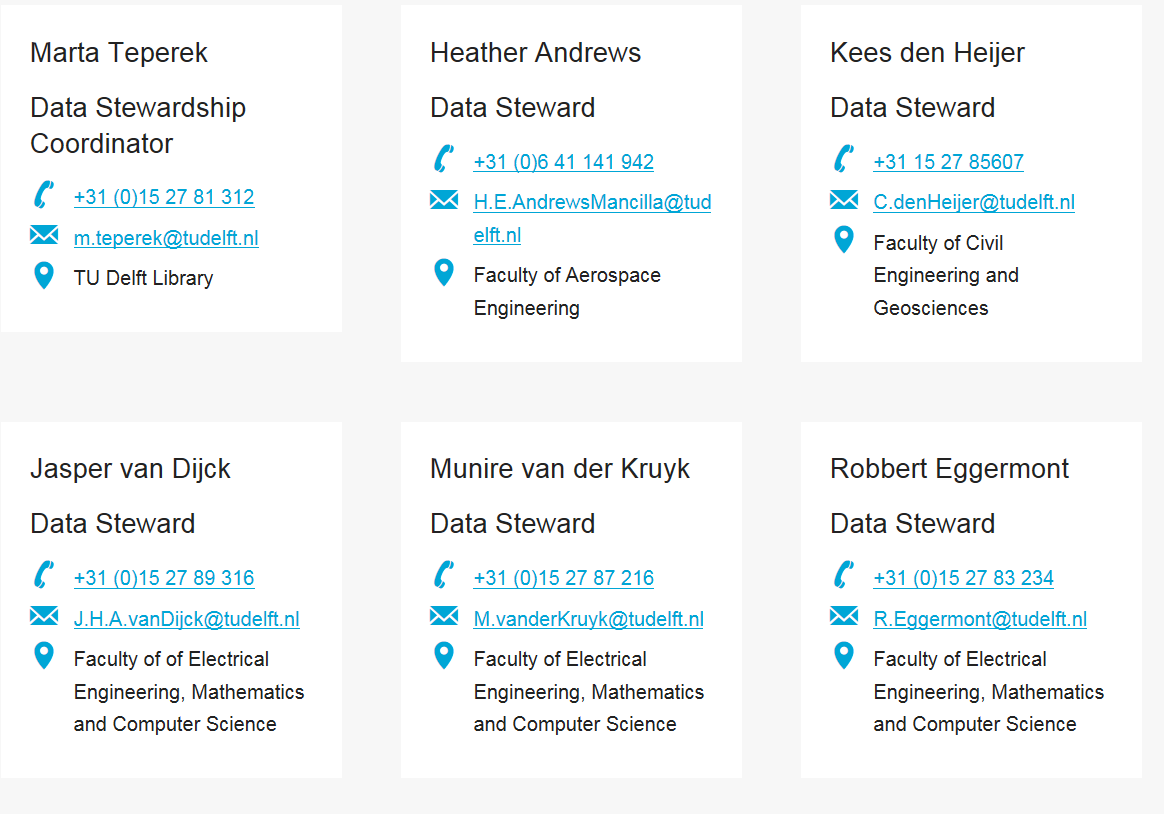 Marta Teperek
Data Stewardship
Coordinator
+31 (0)15 27 81 312
m.teperek@tudelft.nl
TU Delft Library
Heather Andrews
Data Steward
+31 (0)6 41 141 942
H.E.AndrewsMancilla@tud
elft.nl
Faculty of Aerospace
Engineering
Kees den Heijer
Data Steward
+31 15 27 85607
C.denHeijer@tudelft.nl
Faculty of Civil
Engineering and
Geosciences
Jasper van Dijck
Data Steward
+31 (0)15 27 89 316
J.H.A.vanDijck@tudelft.nl
Faculty of of Electrical
Engineering, Mathematics
and Computer Science
Munire van der Kruyk
Data Steward
+31 (0)15 27 87 216
M.vanderKruyk@tudelft.nl
Faculty of Electrical
Engineering, Mathematics
and Computer Science
Robbert Eggermont
Data Steward
+31 (0)15 27 83 234
R.Eggermont@tudelft.nl
Faculty of Electrical
Engineering, Mathematics
and Computer Science